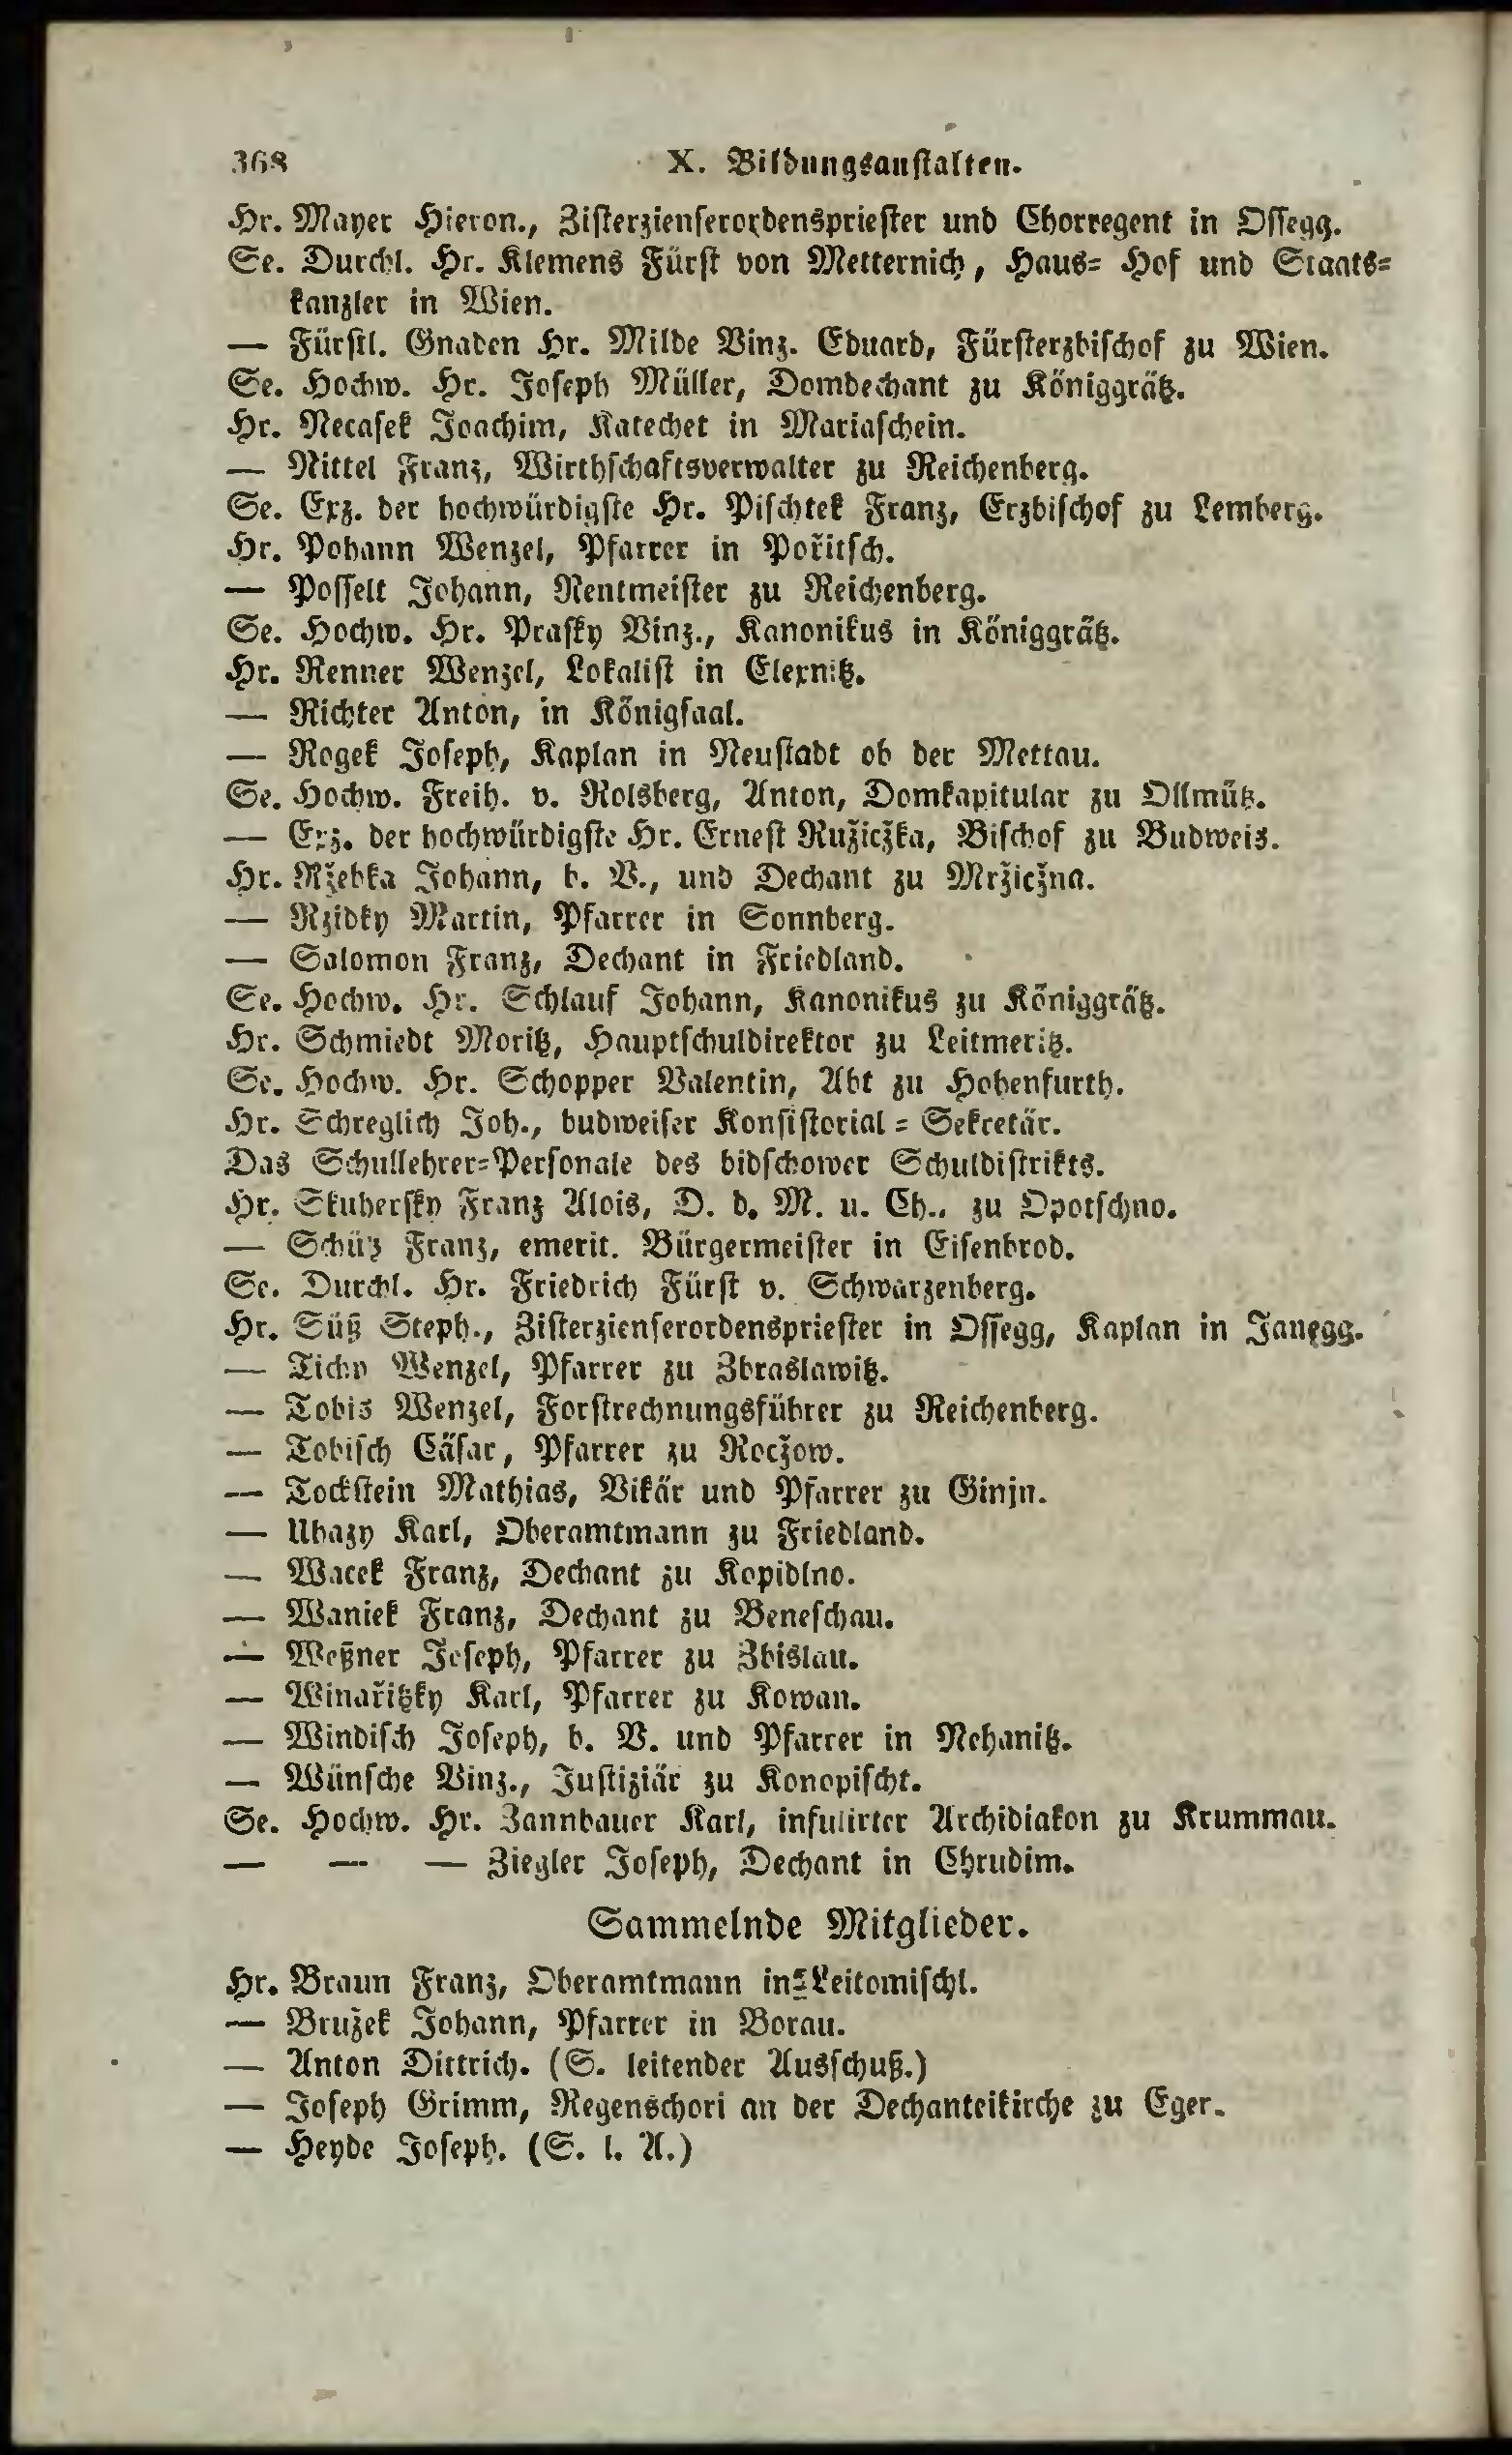 368 X. Bildungsanstalten.
Hr. Mayer Hieron., Zisterzienserordenspriester und Chorregent in Ossegg.
Se. Durchl. Hr. Klemens Fürst von Metternich, Haus= Hof und Staats=
kanzler in Wien.
— Fürstl. Gnaden Hr. Milde Vinz. Eduard, Fürsterzbischof zu Wien.
Se. Hochw. Hr. Joseph Müller, Domdechant zu Königgrätz.
Hr. Necasek Joachim, Katechet in Mariaschein.
— Nittel Franz, Wirthschaftsverwalter zu Reichenberg.
Se. Erz. der hochwürdigste Hr. Pischtek Franz, Erzbischof zu Lemberg.
Hr. Pohann Wenzel, Pfarrer in Pořitsch.
— Posselt Johann, Rentmeister zu Reichenberg.
Se. Hochw. Hr. Prasky Vinz., Kanonikus in Königgrätz.
Hr. Renner Wenzel, Lokalist in Clexnitz.
— Richter Anton, in Königsaal.
— Rogek Joseph, Kaplan in Neustadt ob der Mettau.
Se. Hochw. Freih. v. Rolsberg, Anton, Domkapitular zu Ollmütz.
— Erz. der hochwürdigste Hr. Ernest Ružiczka, Bischof zu Budweis.
Hr. Ržehka Johann, b. V., und Dechant zu Mržiczna.
— Rzidky Martin, Pfarrer in Sonnberg.
— Salomon Franz, Dechant in Friedland.
Se. Hochw. Hr. Schlauf Johann, Kanonikus zu Königgrätz.
Hr. Schmiedt Moritz, Hauptschuldirektor zu Leitmeritz.
Se. Hochw. Hr. Schopper Valentin, Abt zu Hohenfurth.
Hr. Schreglich Joh., budweiser Konsistorial = Sekretär.
Das Schullehrer=Personale des bidschower Schuldistrikts.
Hr. Skuhersky Franz Alois, D. d. M. u. Ch., zu Opotschno.
— Schütz Franz, emerit. Bürgermeister in Eisenbrod.
Se. Durchl. Hr. Friedrich Fürst v. Schwarzenberg.
Hr. Süß Steph., Zisterzienserordenspriester in Ossegg, Kaplan in Janegg.
— Tichy Wenzel, Pfarrer zu Zbraslawitz.
— Tobis Wenzel, Forstrechnungsführer zu Reichenberg.
— Tobisch Cäsar, Pfarrer zu Roczow.
— Tockstein Mathias, Vikär und Pfarrer zu Ginjn.
— Uhazy Karl, Oberamtmann zu Friedland.
— Wacek Franz, Dechant zu Kopidlno.
— Waniek Franz, Dechant zu Beneschau.
— Weßner Joseph, Pfarrer zu Zbislau.
— Winařitzky Karl, Pfarrer zu Kowan.
— Windisch Joseph, b. V. und Pfarrer in Nehanitz.
— Wünsche Vinz., Justiziär zu Konopischt.
Se. Hochw. Hr. Zannbauer Karl, infulirter Archidiakon zu Krummau.
— — — Ziegler Joseph, Dechant in Chrudim.
Sammelnde Mitglieder.
Hr. Braun Franz, Oberamtmann in Leitomischl.
— Bružek Johann, Pfarrer in Borau.
— Anton Dittrich. (S. leitender Ausschuß.)
— Joseph Grimm, Regenschori an der Dechanteikirche zu Eger.
— Heyde Joseph. (S. l. A.)